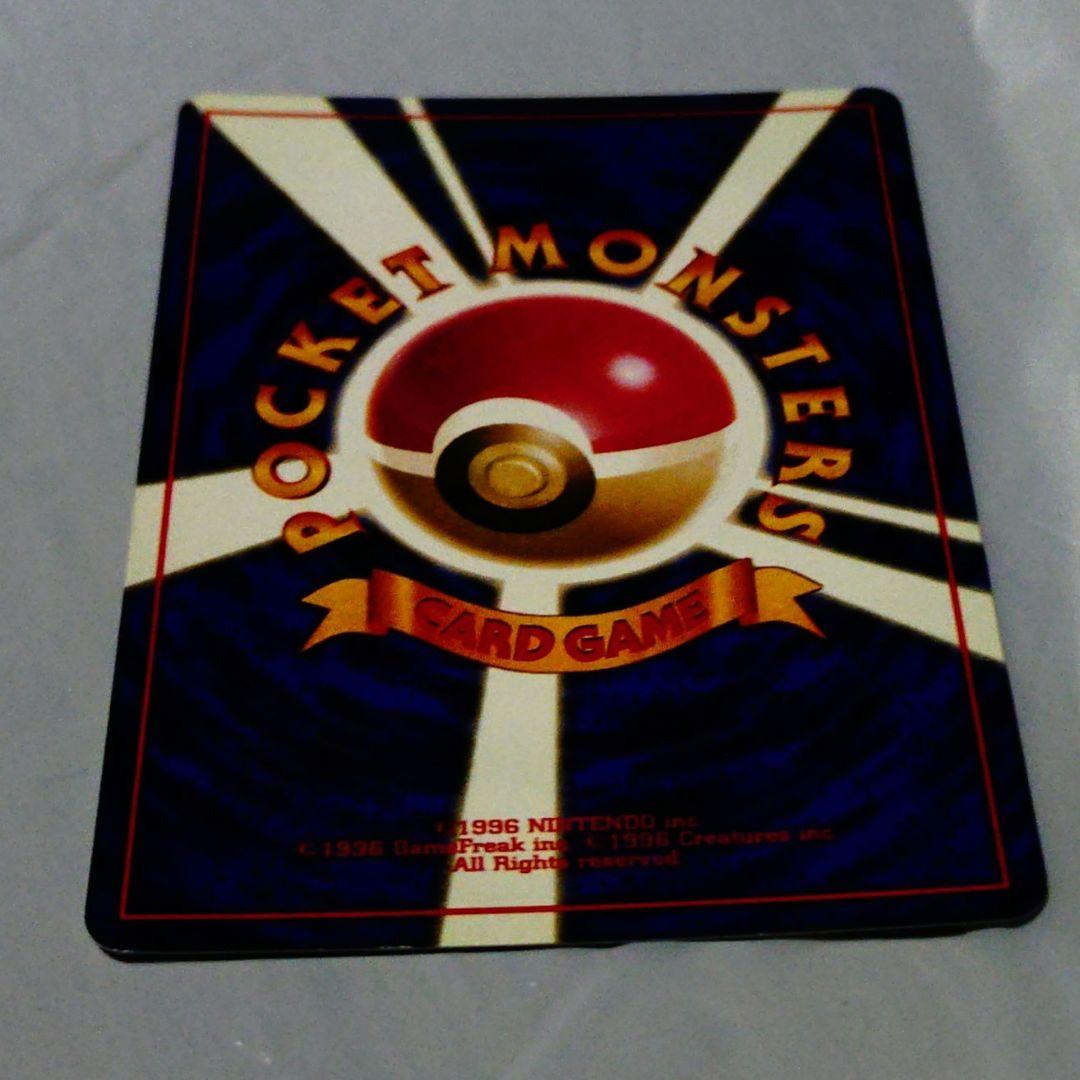 POCKET MONSTERS
CARD GAME
©1996 NINTENDO inc
©1996 GameFreak inc ©1996 Creatures inc
All Rights reserved